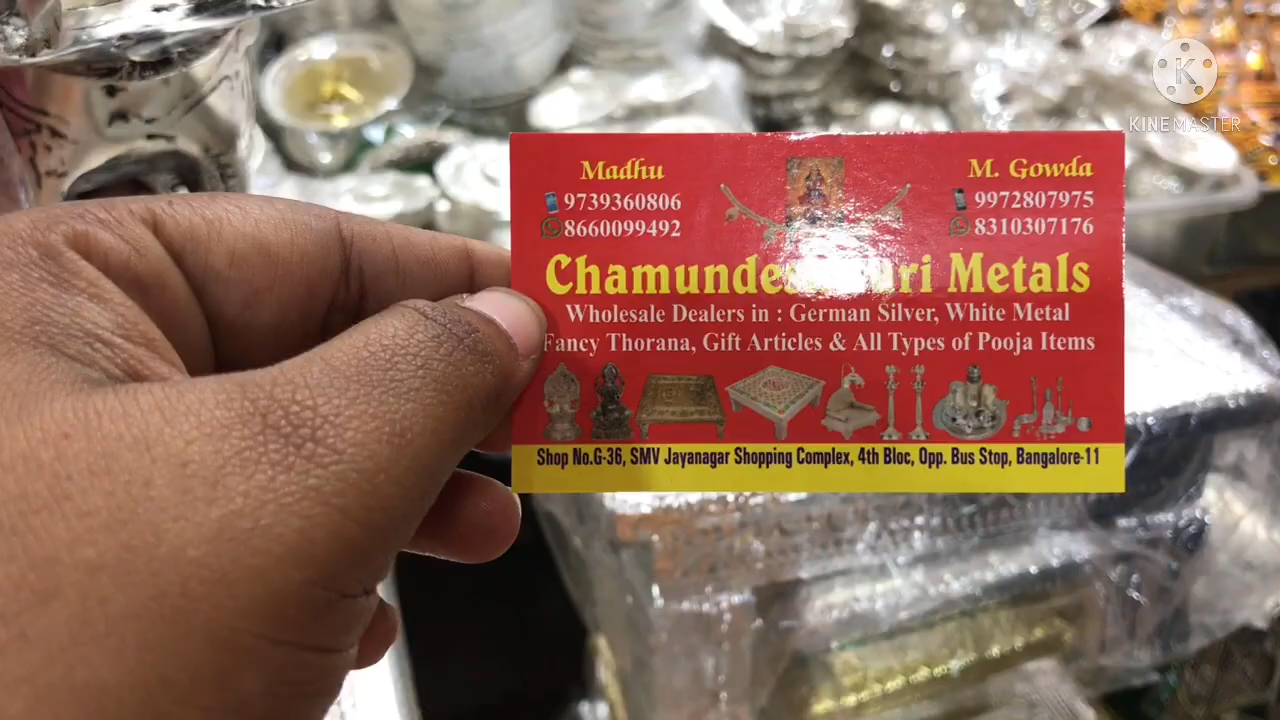 K
KINEMASTER
Madhu
9739360806
8660099492
M. Gowda
9972807975
8310307176
Metals
Wholesale Dealers in : German Silver, White Metal
Fancy Thorana, Gift Articles & All Types of Pooja Items
Shop No.G-36, SMV Jayanagar Shopping Complex, 4th Bloc, Opp. Bus Stop, Bangalore-11